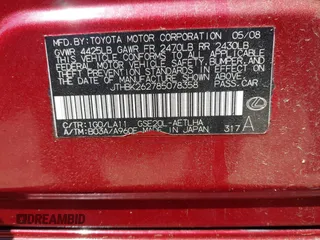 MFD. BY: TOYOTA MOTOR CORPORATION 05/08
GVWR 4425LB GAWR FR 2470LB RR 2430LB
THIS VEHICLE CONFORMS TO ALL APPLICABLE
FEDERAL MOTOR VEHICLE SAFETY, BUMPER, AND
THEFT PREVENTION STANDARDS IN EFFECT ON
THE DATE OF MANUFACTURE SHOWN ABOVE.
JTHBK262785078358 PASS.CAR
C/TR: 1G0/LA11 GSE20L-AETLHA
A/TM: B03A/A960E MADE IN JAPAN 317 A
DREAMBID